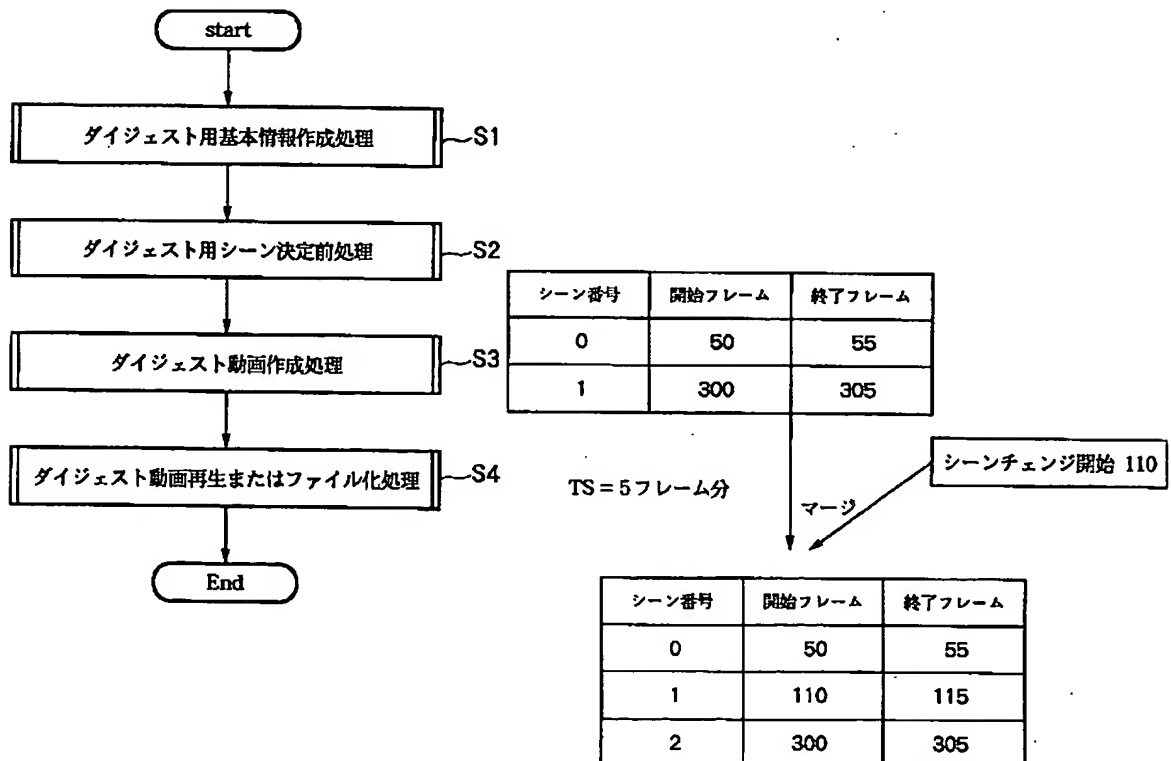 start
ダイジェスト用基本情報作成処理
S1
ダイジェスト用シーン決定前処理
S2
ダイジェスト動画作成処理
S3
ダイジェスト動画再生またはファイル化処理
S4
End
シーン番号 開始フレーム 終了フレーム
0 50 55
1 300 305
TS = 5フレーム分
マージ
シーンチェンジ開始 110
シーン番号 開始フレーム 終了フレーム
0 50 55
1 110 115
2 300 305